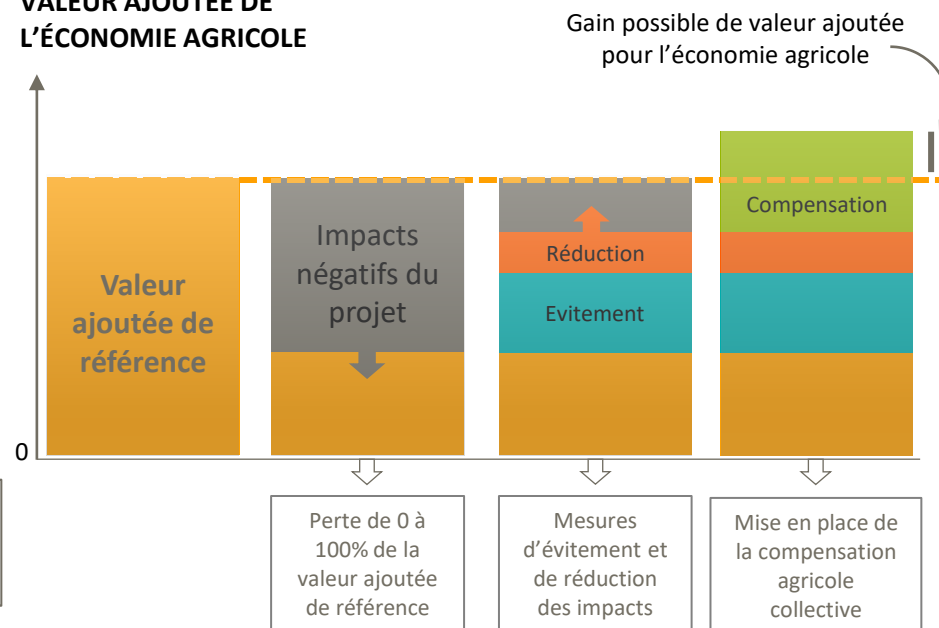 VALEUR AJOUTÉE DE
L'ÉCONOMIE AGRICOLE
Gain possible de valeur ajoutée
pour l'économie agricole
Valeur
ajoutée de
référence
Impacts
négatifs du
projet
Réduction
Evitement
Compensation
0
Perte de 0 à
100% de la
valeur ajoutée
de référence
Mesures
d'évitement et
de réduction
des impacts
Mise en place de
la compensation
agricole
collective